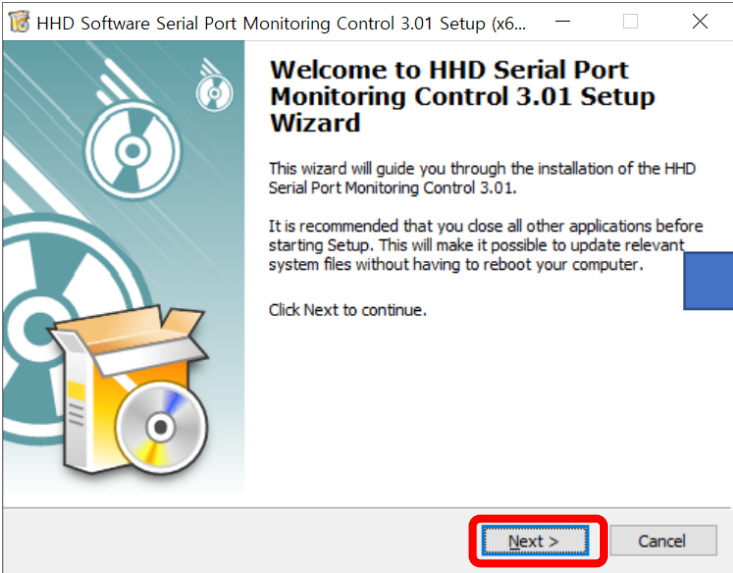 HHD Software Serial Port Monitoring Control 3.01 Setup (x6...
Welcome to HHD Serial Port
Monitoring Control 3.01 Setup
Wizard
This wizard will guide you through the installation of the HHD
Serial Port Monitoring Control 3.01.
It is recommended that you close all other applications before
starting Setup. This will make it possible to update relevant
system files without having to reboot your computer.
Click Next to continue.
Next >
Cancel